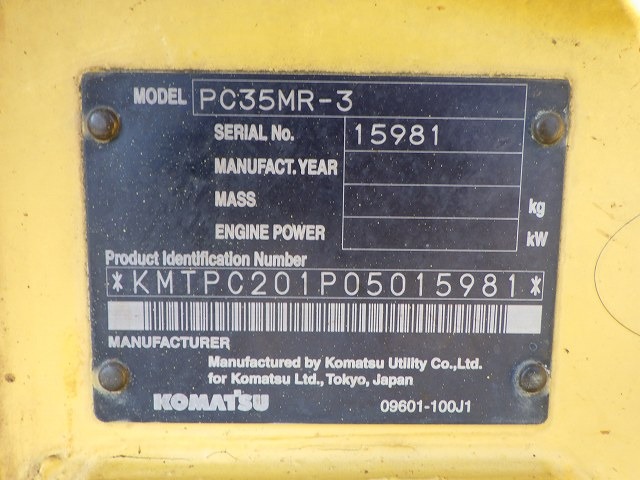 MODEL PC35MR-3
SERIAL No. 15981
MANUFACT. YEAR
MASS kg
ENGINE POWER kW
Product Identification Number
*KMTPC201P05015981*
MANUFACTURER
Manufactured by Komatsu Utility Co.,Ltd.
for Komatsu Ltd., Tokyo, Japan
KOMATSU 09601-100J1